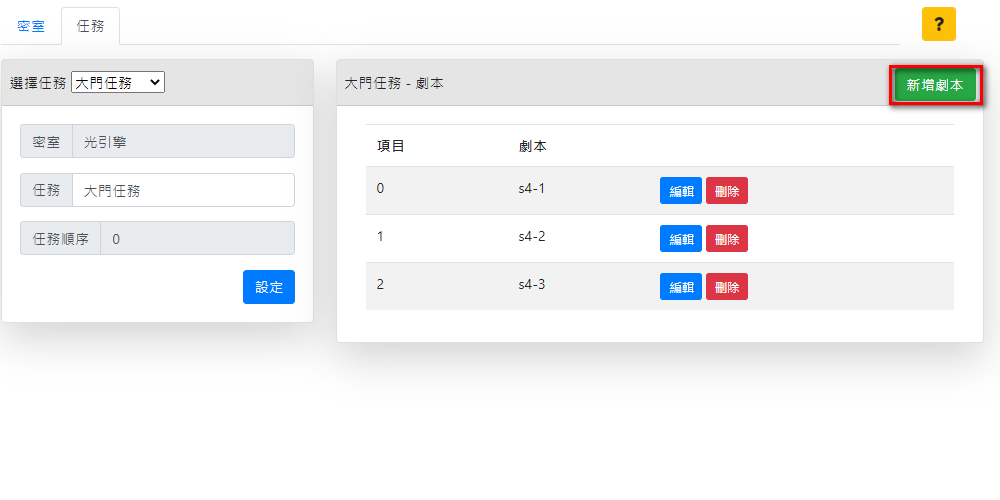 密室 任務 ?
選擇任務 大門任務
密室 光引擎
任務 大門任務
任務順序 0
設定
大門任務 - 劇本 新增劇本
項目 劇本
0 s4-1 編輯 刪除
1 s4-2 編輯 刪除
2 s4-3 編輯 刪除